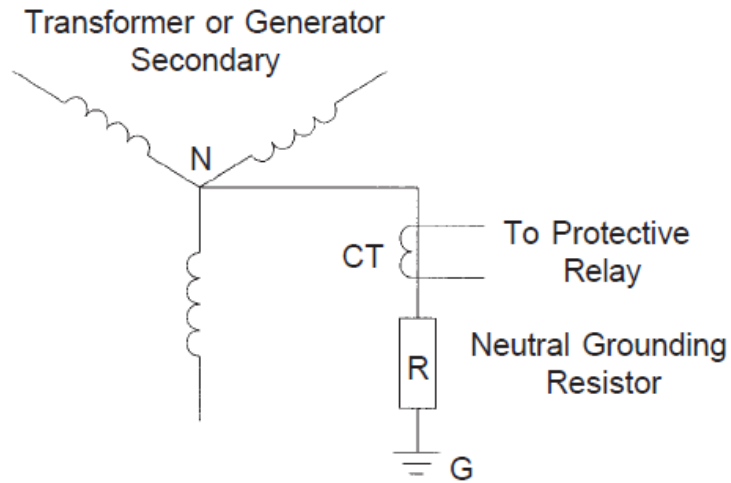 Transformer or Generator
Secondary
N
CT
To Protective
Relay
R
Neutral Grounding
Resistor
G